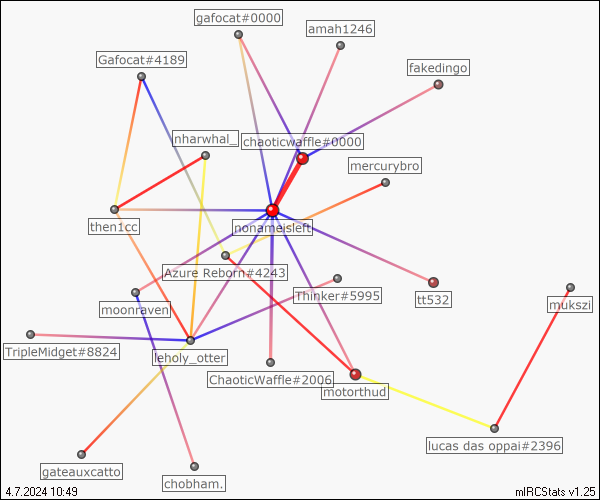 gafocat#0000
amah1246
Gafocat#4189
fakedingo
nharwhal_
chaoticwaffle#0000
mercurybro
then1cc
nonameisleft
Azure Reborn#4243
Thinker#5995
moonraven
tt532
mukszi
TripleMidget#8824
leholy_otter
ChaoticWaffle#2006
motorthud
lucas das oppai#2396
gateauxcatto
chobham.
4.7.2024 10:49
mIRCStats v1.25